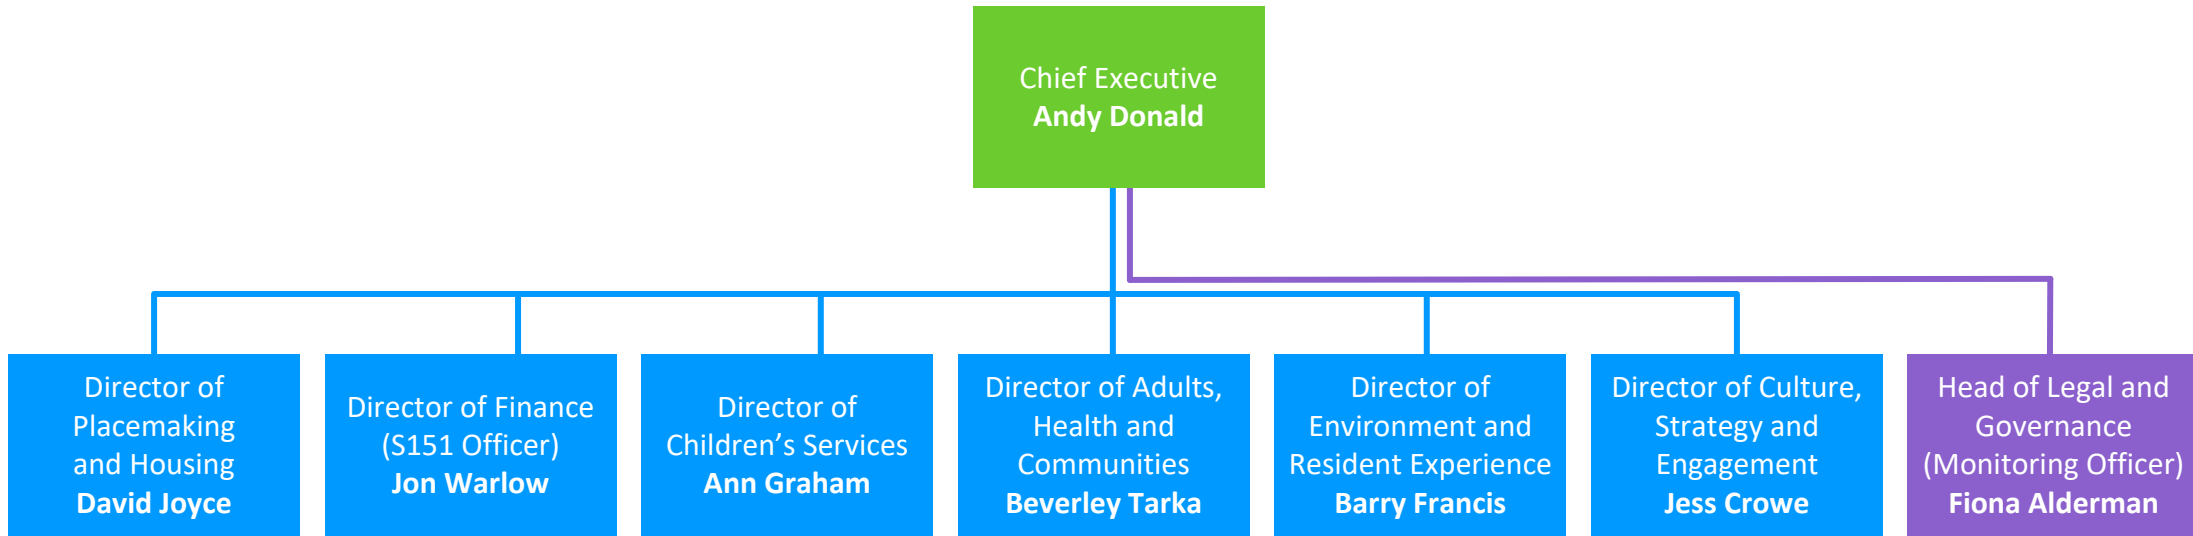 Chief Executive
Andy Donald
Director of
Placemaking
and Housing
David Joyce
Director of Finance
(S151 Officer)
Jon Warlow
Director of
Children’s Services
Ann Graham
Director of Adults,
Health and
Communities
Beverley Tarka
Director of
Environment and
Resident Experience
Barry Francis
Director of Culture,
Strategy and
Engagement
Jess Crowe
Head of Legal and
Governance
(Monitoring Officer)
Fiona Alderman